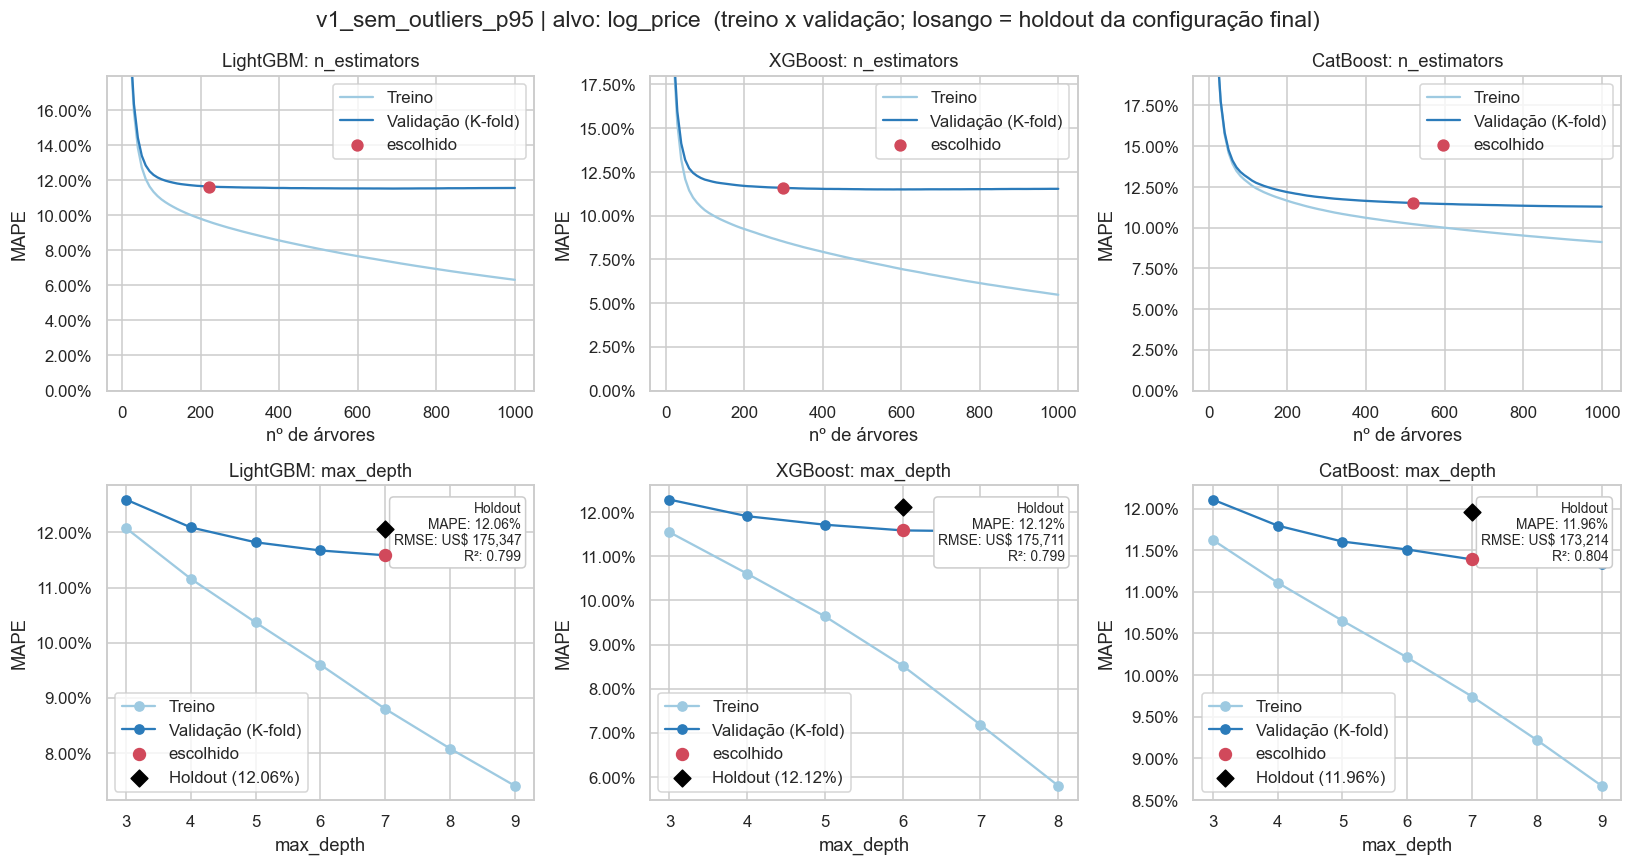 v1_sem_outliers_p95 | alvo: log_price  (treino x validação; losango = holdout da configuração final)
LightGBM: n_estimators
MAPE
16.00%
14.00%
12.00%
10.00%
8.00%
6.00%
4.00%
2.00%
0.00%
Treino
Validação (K-fold)
escolhido
0 200 400 600 800 1000
nº de árvores
XGBoost: n_estimators
MAPE
17.50%
15.00%
12.50%
10.00%
7.50%
5.00%
2.50%
0.00%
Treino
Validação (K-fold)
escolhido
0 200 400 600 800 1000
nº de árvores
CatBoost: n_estimators
MAPE
17.50%
15.00%
12.50%
10.00%
7.50%
5.00%
2.50%
0.00%
Treino
Validação (K-fold)
escolhido
0 200 400 600 800 1000
nº de árvores
LightGBM: max_depth
MAPE
12.00%
11.00%
10.00%
9.00%
8.00%
Holdout
MAPE: 12.06%
RMSE: US$ 175,347
R²: 0.799
Treino
Validação (K-fold)
escolhido
Holdout (12.06%)
3 4 5 6 7 8 9
max_depth
XGBoost: max_depth
MAPE
12.00%
11.00%
10.00%
9.00%
8.00%
7.00%
6.00%
Holdout
MAPE: 12.12%
RMSE: US$ 175,711
R²: 0.799
Treino
Validação (K-fold)
escolhido
Holdout (12.12%)
3 4 5 6 7 8
max_depth
CatBoost: max_depth
MAPE
12.00%
11.50%
11.00%
10.50%
10.00%
9.50%
9.00%
8.50%
Holdout
MAPE: 11.96%
RMSE: US$ 173,214
R²: 0.804
Treino
Validação (K-fold)
escolhido
Holdout (11.96%)
3 4 5 6 7 8 9
max_depth